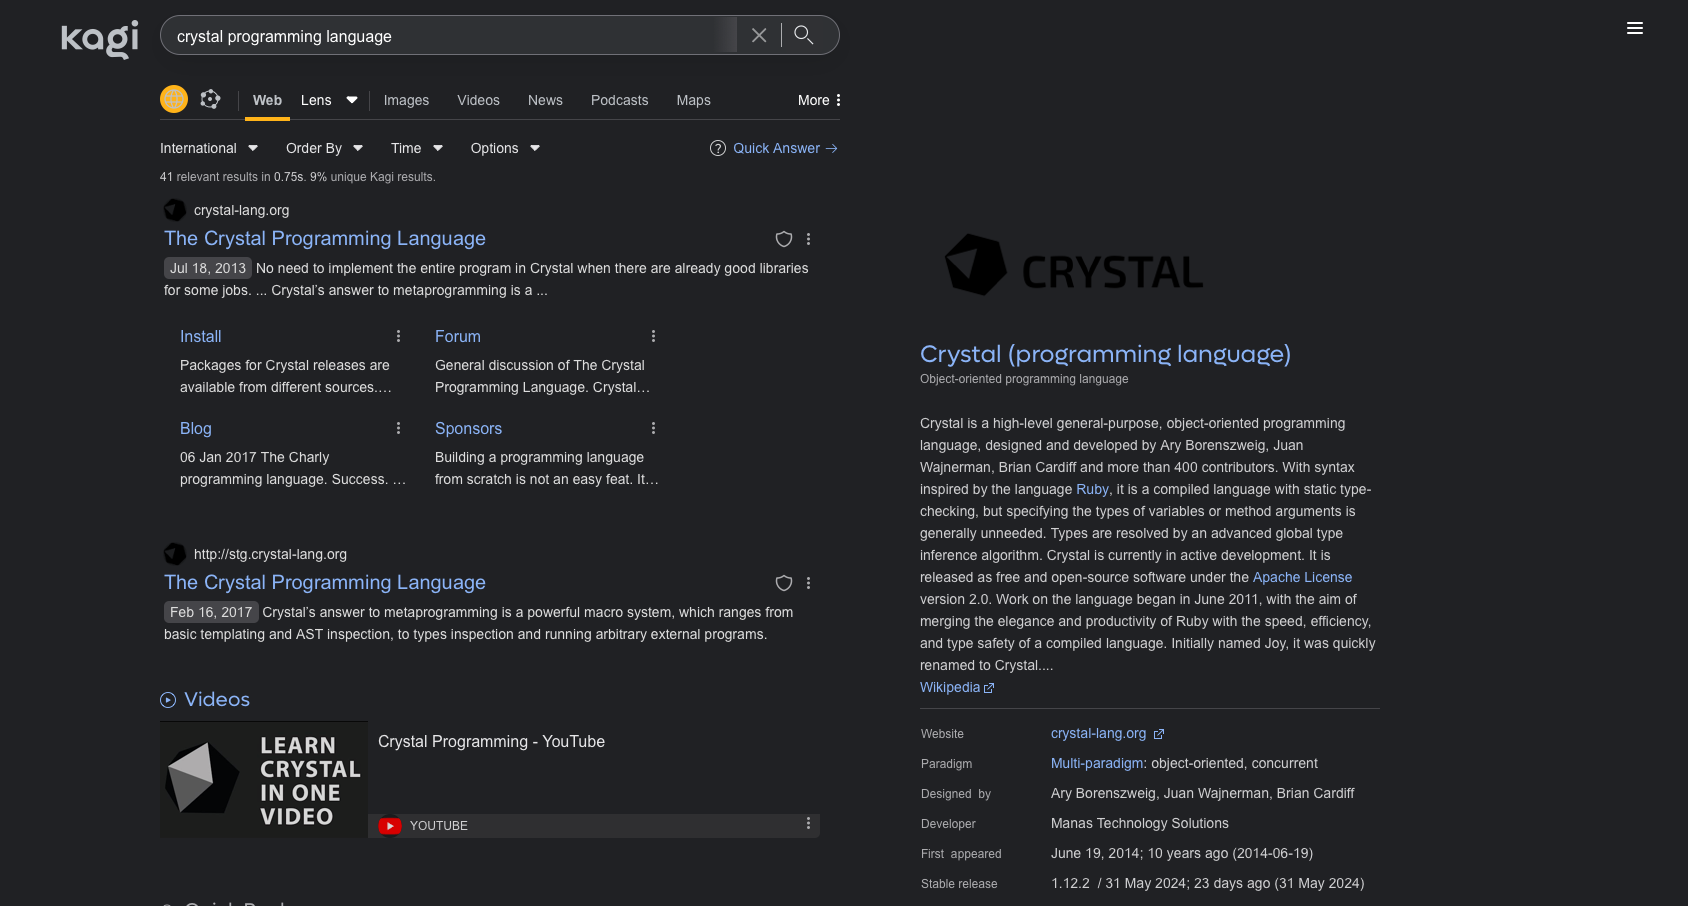 kagi
crystal programming language
Web Lens Images Videos News Podcasts Maps More
International Order By Time Options Quick Answer →
41 relevant results in 0.75s. 9% unique Kagi results.
crystal-lang.org
The Crystal Programming Language
Jul 18, 2013 No need to implement the entire program in Crystal when there are already good libraries
for some jobs. ... Crystal’s answer to metaprogramming is a ...
Install
Packages for Crystal releases are
available from different sources.…
Forum
General discussion of The Crystal
Programming Language. Crystal…
Blog
06 Jan 2017 The Charly
programming language. Success. …
Sponsors
Building a programming language
from scratch is not an easy feat. It…
http://stg.crystal-lang.org
The Crystal Programming Language
Feb 16, 2017 Crystal’s answer to metaprogramming is a powerful macro system, which ranges from
basic templating and AST inspection, to types inspection and running arbitrary external programs.
Videos
LEARN
CRYSTAL
IN ONE
VIDEO
Crystal Programming - YouTube
YOUTUBE
CRYSTAL
Crystal (programming language)
Object-oriented programming language
Crystal is a high-level general-purpose, object-oriented programming
language, designed and developed by Ary Borenszweig, Juan
Wajnerman, Brian Cardiff and more than 400 contributors. With syntax
inspired by the language Ruby, it is a compiled language with static type-
checking, but specifying the types of variables or method arguments is
generally unneeded. Types are resolved by an advanced global type
inference algorithm. Crystal is currently in active development. It is
released as free and open-source software under the Apache License
version 2.0. Work on the language began in June 2011, with the aim of
merging the elegance and productivity of Ruby with the speed, efficiency,
and type safety of a compiled language. Initially named Joy, it was quickly
renamed to Crystal....
Wikipedia
Website crystal-lang.org
Paradigm Multi-paradigm: object-oriented, concurrent
Designed by Ary Borenszweig, Juan Wajnerman, Brian Cardiff
Developer Manas Technology Solutions
First appeared June 19, 2014; 10 years ago (2014-06-19)
Stable release 1.12.2 / 31 May 2024; 23 days ago (31 May 2024)